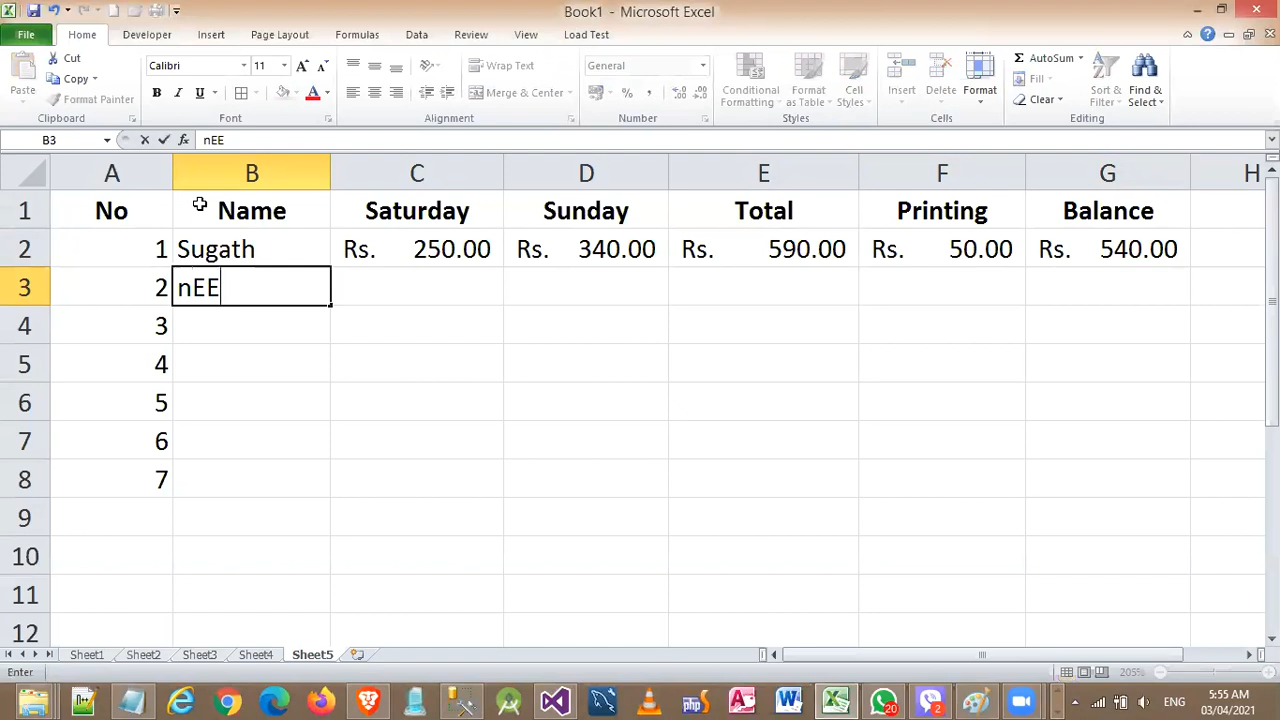 Book1 - Microsoft Excel
File Home Developer Insert Page Layout Formulas Data Review View Load Test
Paste
Cut
Copy
Format Painter
Clipboard
Calibri 11
B I U
Font
Wrap Text
Merge & Center
Alignment
General
Number
Conditional Formatting
Format as Table
Cell Styles
Styles
Insert
Delete
Format
Cells
AutoSum
Fill
Clear
Sort & Filter
Find & Select
Editing
B3 fx nEE
A B C D E F G H
1 No Name Saturday Sunday Total Printing Balance
2 1 Sugath Rs. 250.00 Rs. 340.00 Rs. 590.00 Rs. 50.00 Rs. 540.00
3 2 nEE
4 3
5 4
6 5
7 6
8 7
9
10
11
12
Sheet1 Sheet2 Sheet3 Sheet4 Sheet5
Enter 205%
20 2 ENG
5:55 AM
03/04/2021